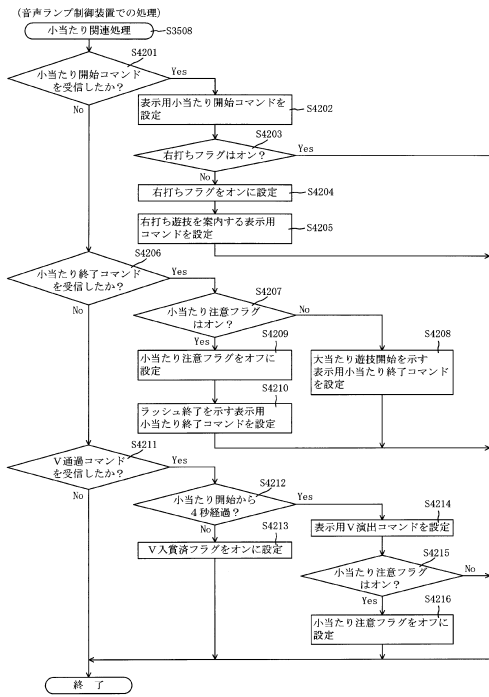 (音声ランプ制御装置での処理)
小当たり関連処理
S3508
S4201
小当たり開始コマンド
を受信したか?
Yes
No
表示用小当たり開始コマンドを
設定
S4202
S4203
右打ちフラグはオン?
Yes
No
右打ちフラグをオンに設定
S4204
右打ち遊技を案内する表示用
コマンドを設定
S4205
S4206
小当たり終了コマンド
を受信したか?
Yes
No
S4207
小当たり注意フラグ
はオン?
No
Yes
S4209
小当たり注意フラグをオフに
設定
S4208
大当たり遊技開始を示す
表示用小当たり終了コマンド
を設定
S4210
ラッシュ終了を示す表示用
小当たり終了コマンドを設定
S4211
V通過コマンド
を受信したか?
Yes
No
S4212
小当たり開始から
4秒経過?
Yes
No
S4213
V入賞済フラグをオンに設定
S4214
表示用V演出コマンドを設定
S4215
小当たり注意フラグ
はオン?
No
Yes
S4216
小当たり注意フラグをオフに
設定
終 了